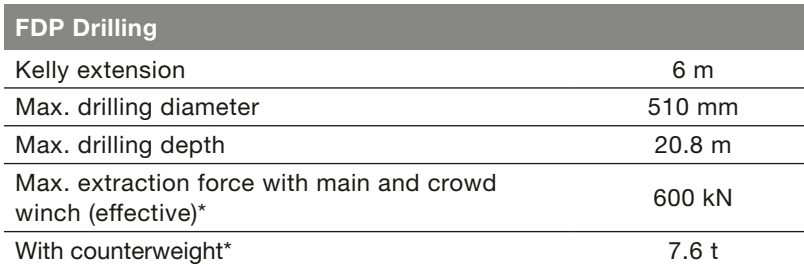 FDP Drilling
Kelly extension 6 m
Max. drilling diameter 510 mm
Max. drilling depth 20.8 m
Max. extraction force with main and crowd
winch (effective)* 600 kN
With counterweight* 7.6 t